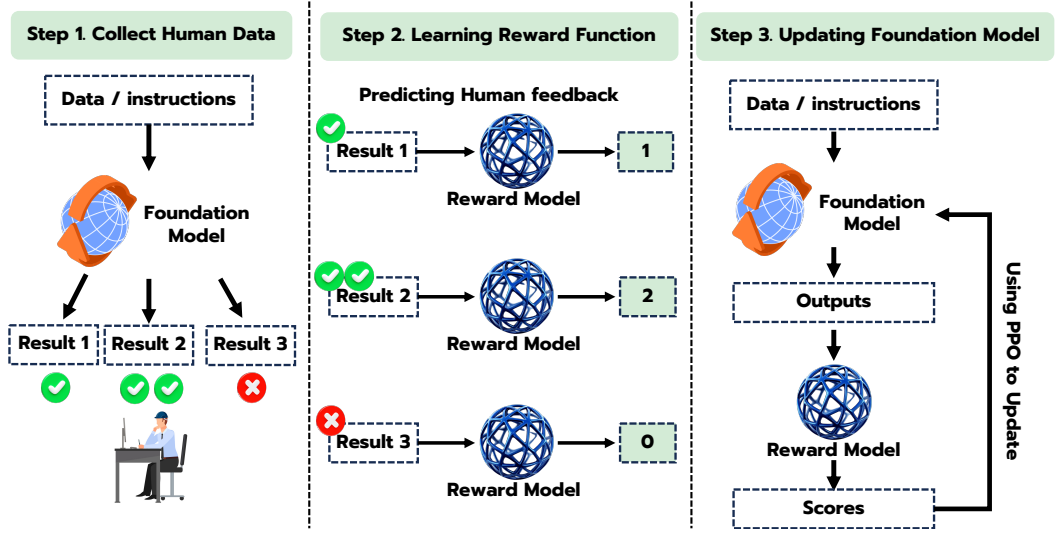 Step 1. Collect Human Data
Data / instructions
Foundation
Model
Result 1
Result 2
Result 3
Step 2. Learning Reward Function
Predicting Human feedback
Result 1
1
Reward Model
Result 2
2
Reward Model
Result 3
0
Reward Model
Step 3. Updating Foundation Model
Data / instructions
Foundation
Model
Outputs
Reward Model
Scores
Using PPO to Update